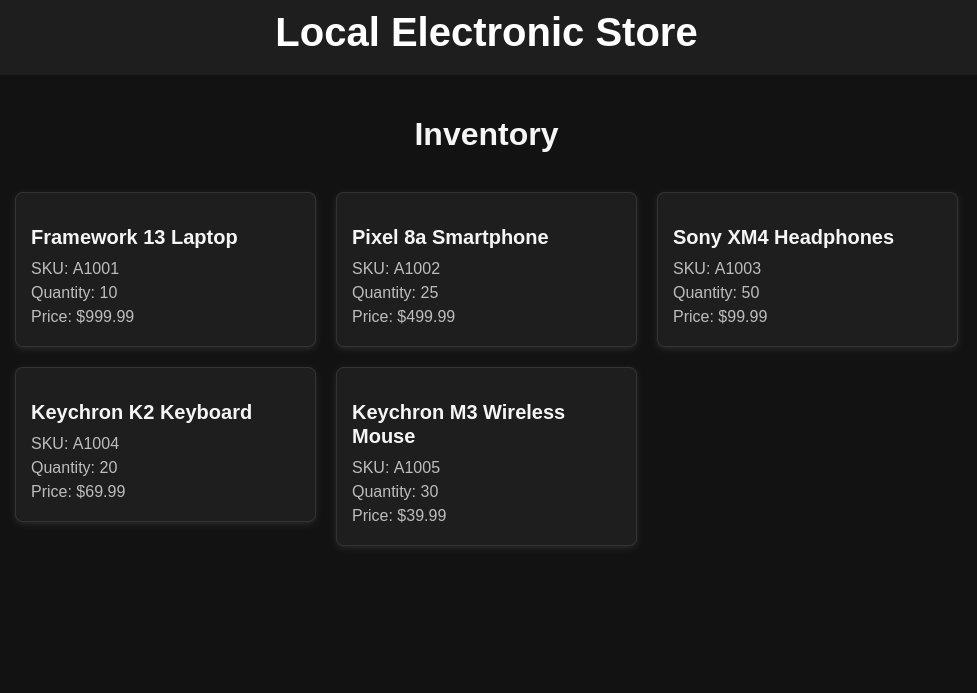 Local Electronic Store
Inventory
Framework 13 Laptop
SKU: A1001
Quantity: 10
Price: $999.99
Pixel 8a Smartphone
SKU: A1002
Quantity: 25
Price: $499.99
Sony XM4 Headphones
SKU: A1003
Quantity: 50
Price: $99.99
Keychron K2 Keyboard
SKU: A1004
Quantity: 20
Price: $69.99
Keychron M3 Wireless
Mouse
SKU: A1005
Quantity: 30
Price: $39.99